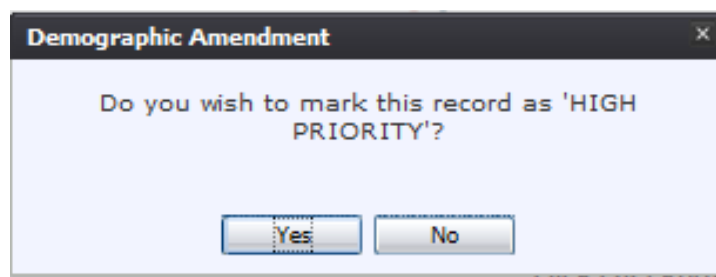 Demographic Amendment
Do you wish to mark this record as 'HIGH
PRIORITY'?
Yes No